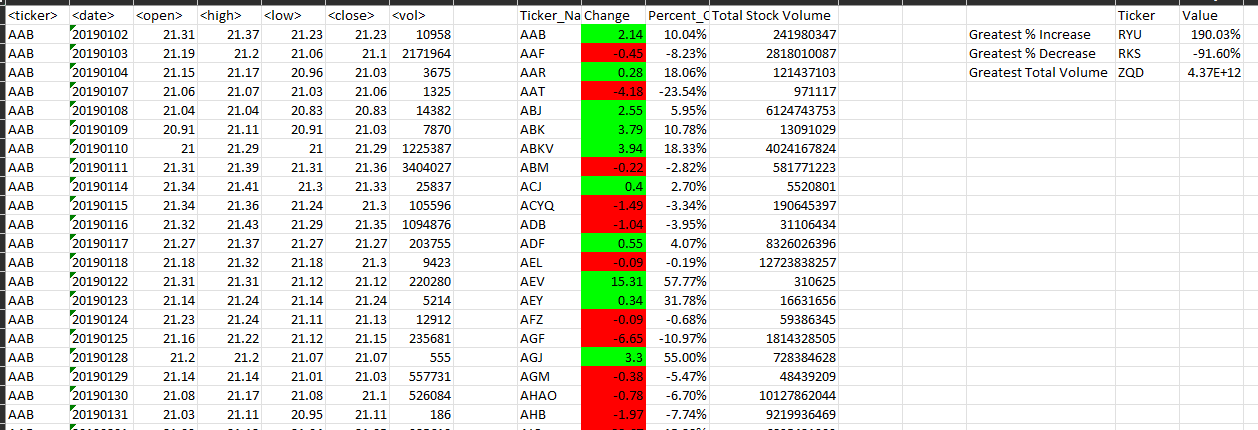 <ticker> <date> <open> <high> <low> <close> <vol> Ticker_Na Change Percent_C Total Stock Volume Ticker Value
AAB 20190102 21.31 21.37 21.23 21.23 10958 AAB 2.14 10.04% 241980347 Greatest % Increase RYU 190.03%
AAB 20190103 21.19 21.2 21.06 21.1 2171964 AAF -0.45 -8.23% 2818010087 Greatest % Decrease RKS -91.60%
AAB 20190104 21.15 21.17 20.96 21.03 3675 AAR 0.28 18.06% 121437103 Greatest Total Volume ZQD 4.37E+12
AAB 20190107 21.06 21.07 21.03 21.06 1325 AAT -4.18 -23.54% 971117
AAB 20190108 21.04 21.04 20.83 20.83 14382 ABJ 2.55 5.95% 6124743753
AAB 20190109 20.91 21.11 20.91 21.03 7870 ABK 3.79 10.78% 13091029
AAB 20190110 21 21.29 21 21.29 1225387 ABKV 3.94 18.33% 4024167824
AAB 20190111 21.31 21.39 21.31 21.36 3404027 ABM -0.22 -2.82% 581771223
AAB 20190114 21.34 21.41 21.3 21.33 25837 ACJ 0.4 2.70% 5520801
AAB 20190115 21.34 21.36 21.24 21.3 105596 ACYQ -1.49 -3.34% 190645397
AAB 20190116 21.32 21.43 21.29 21.35 1094876 ADB -1.04 -3.95% 31106434
AAB 20190117 21.27 21.37 21.27 21.27 203755 ADF 0.55 4.07% 8326026396
AAB 20190118 21.18 21.32 21.18 21.3 9423 AEL -0.09 -0.19% 12723838257
AAB 20190122 21.31 21.31 21.12 21.12 220280 AEV 15.31 57.77% 310625
AAB 20190123 21.14 21.24 21.14 21.24 5214 AEY 0.34 31.78% 16631656
AAB 20190124 21.23 21.24 21.11 21.13 12912 AFZ -0.09 -0.68% 59386345
AAB 20190125 21.16 21.22 21.12 21.15 235681 AGF -6.65 -10.97% 1814328505
AAB 20190128 21.2 21.2 21.07 21.07 555 AGJ 3.3 55.00% 728384628
AAB 20190129 21.14 21.14 21.01 21.03 557731 AGM -0.38 -5.47% 48439209
AAB 20190130 21.08 21.17 21.08 21.1 526084 AHAO -0.78 -6.70% 10127862044
AAB 20190131 21.03 21.11 20.95 21.11 186 AHB -1.97 -7.74% 9219936469